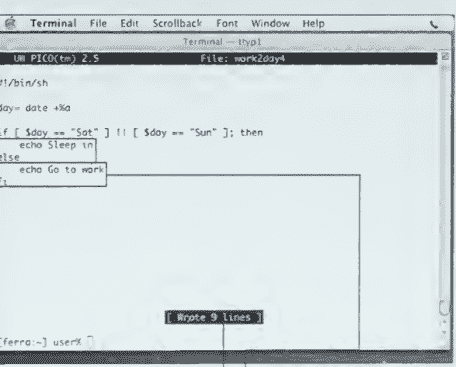 Terminal File Edit Scrollback Font Window Help
Terminal — ttyp1
UW PICO(tm) 2.5 File: work2day4
#!/bin/sh
day= date +%a
if [ $day == "Sat" ] || [ $day == "Sun" ]; then
echo Sleep in
else
echo Go to work
fi
[ Wrote 9 lines ]
[ferro:~] user%